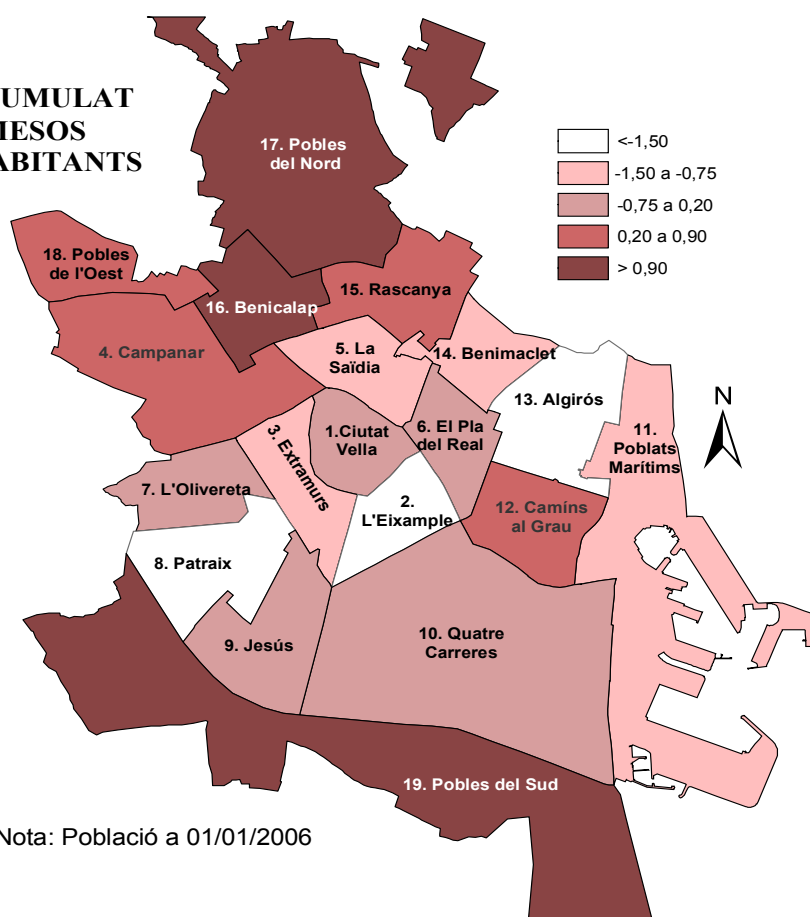 UMULAT
MESOS
ABITANTS
<-1,50
-1,50 a -0,75
-0,75 a 0,20
0,20 a 0,90
> 0,90
17. Pobles
del Nord
18. Pobles
de l'Oest
15. Rascanya
16. Benicalap
4. Campanar
5. La
Saïdia
14. Benimaclet
13. Algirós
N
11.
Poblats
Marítims
3. Extramurs
1.Ciutat
Vella
6. El Pla
del Real
7. L'Olivereta
2.
L'Eixample
12. Camins
al Grau
8. Patraix
9. Jesús
10. Quatre
Carreres
19. Pobles del Sud
Nota: Població a 01/01/2006